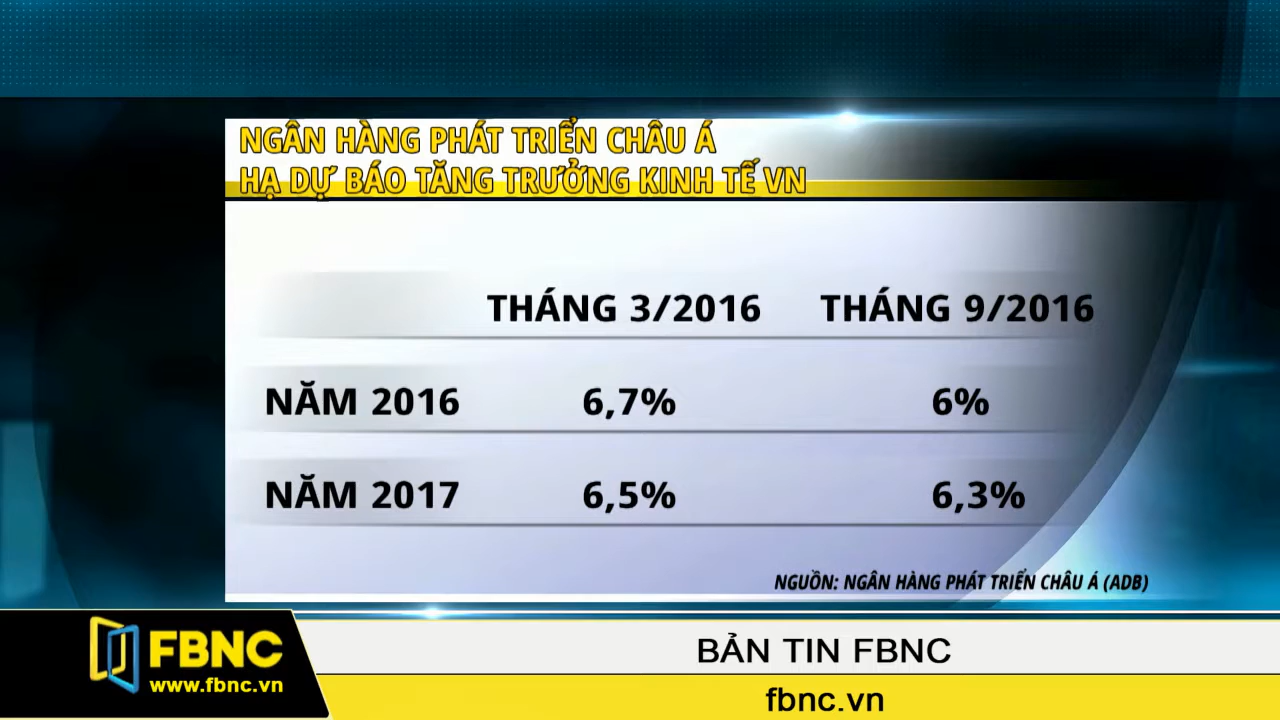 NGÂN HÀNG PHÁT TRIỂN CHÂU Á
HẠ DỰ BÁO TĂNG TRƯỞNG KINH TẾ VN
THÁNG 3/2016 THÁNG 9/2016
NĂM 2016 6,7% 6%
NĂM 2017 6,5% 6,3%
NGUỒN: NGÂN HÀNG PHÁT TRIỂN CHÂU Á (ADB)
FBNC
www.fbnc.vn
BẢN TIN FBNC
fbnc.vn